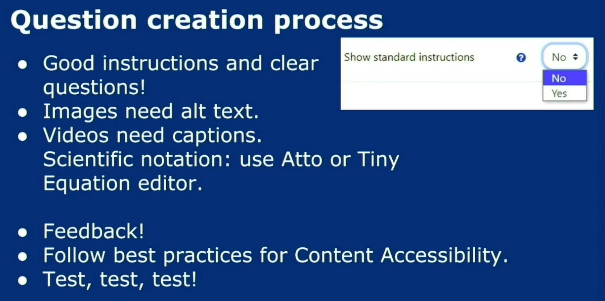 Question creation process
● Good instructions and clear
questions!
● Images need alt text.
● Videos need captions.
Scientific notation: use Atto or Tiny
Equation editor.
● Feedback!
● Follow best practices for Content Accessibility.
● Test, test, test!
Show standard instructions ? No
No
Yes